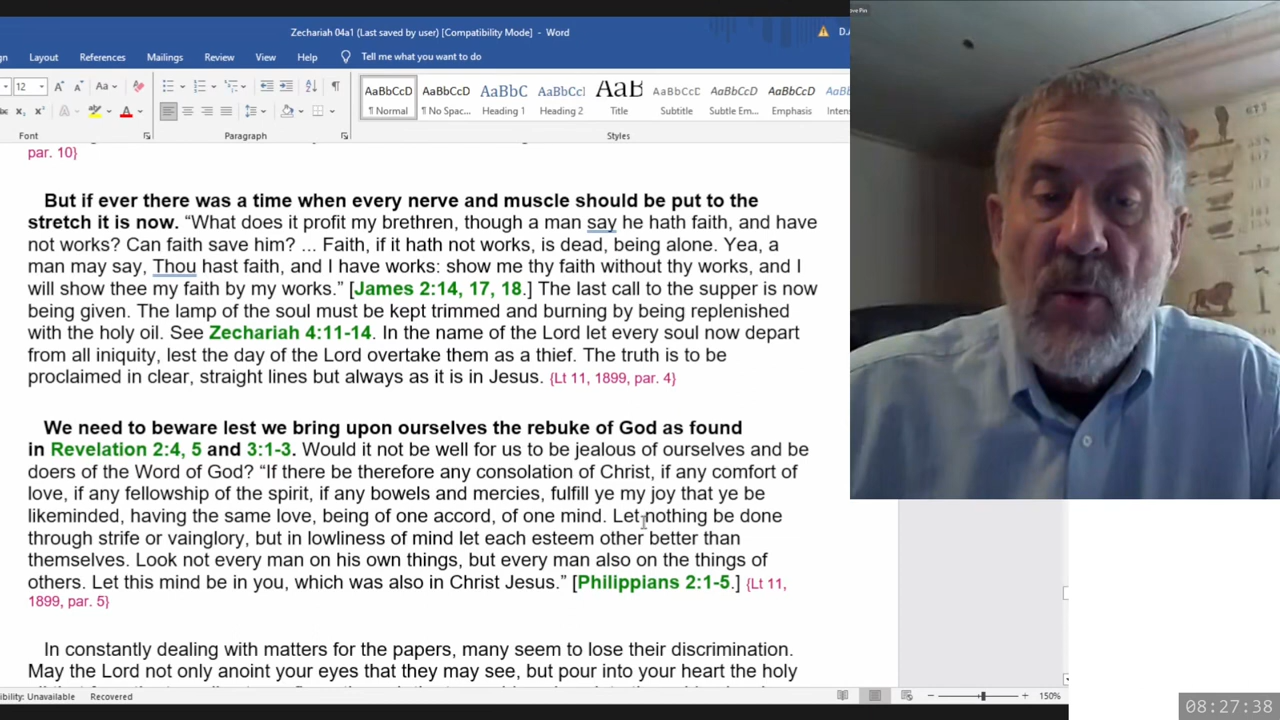 ove Pin
Zechariah 04a1 (Last saved by user) [Compatibility Mode] - Word
D.
gn Layout References Mailings Review View Help Tell me what you want to do
12 Aa
AaBbCcD AaBbCcD AaBbC AaBbCc AaB AaBbCcD AaBbCcD AaBbCcD AaBb
¶ Normal ¶ No Spac... Heading 1 Heading 2 Title Subtitle Subtle Em... Emphasis Inten
Font Paragraph Styles
par. 10}
But if ever there was a time when every nerve and muscle should be put to the
stretch it is now. “What does it profit my brethren, though a man say he hath faith, and have
not works? Can faith save him? ... Faith, if it hath not works, is dead, being alone. Yea, a
man may say, Thou hast faith, and I have works: show me thy faith without thy works, and I
will show thee my faith by my works.” [James 2:14, 17, 18.] The last call to the supper is now
being given. The lamp of the soul must be kept trimmed and burning by being replenished
with the holy oil. See Zechariah 4:11-14. In the name of the Lord let every soul now depart
from all iniquity, lest the day of the Lord overtake them as a thief. The truth is to be
proclaimed in clear, straight lines but always as it is in Jesus. {Lt 11, 1899, par. 4}
We need to beware lest we bring upon ourselves the rebuke of God as found
in Revelation 2:4, 5 and 3:1-3. Would it not be well for us to be jealous of ourselves and be
doers of the Word of God? “If there be therefore any consolation of Christ, if any comfort of
love, if any fellowship of the spirit, if any bowels and mercies, fulfill ye my joy that ye be
likeminded, having the same love, being of one accord, of one mind. Let nothing be done
through strife or vainglory, but in lowliness of mind let each esteem other better than
themselves. Look not every man on his own things, but every man also on the things of
others. Let this mind be in you, which was also in Christ Jesus.” [Philippians 2:1-5.] {Lt 11,
1899, par. 5}
In constantly dealing with matters for the papers, many seem to lose their discrimination.
May the Lord not only anoint your eyes that they may see, but pour into your heart the holy
ibility: Unavailable Recovered 150%
08:27:38